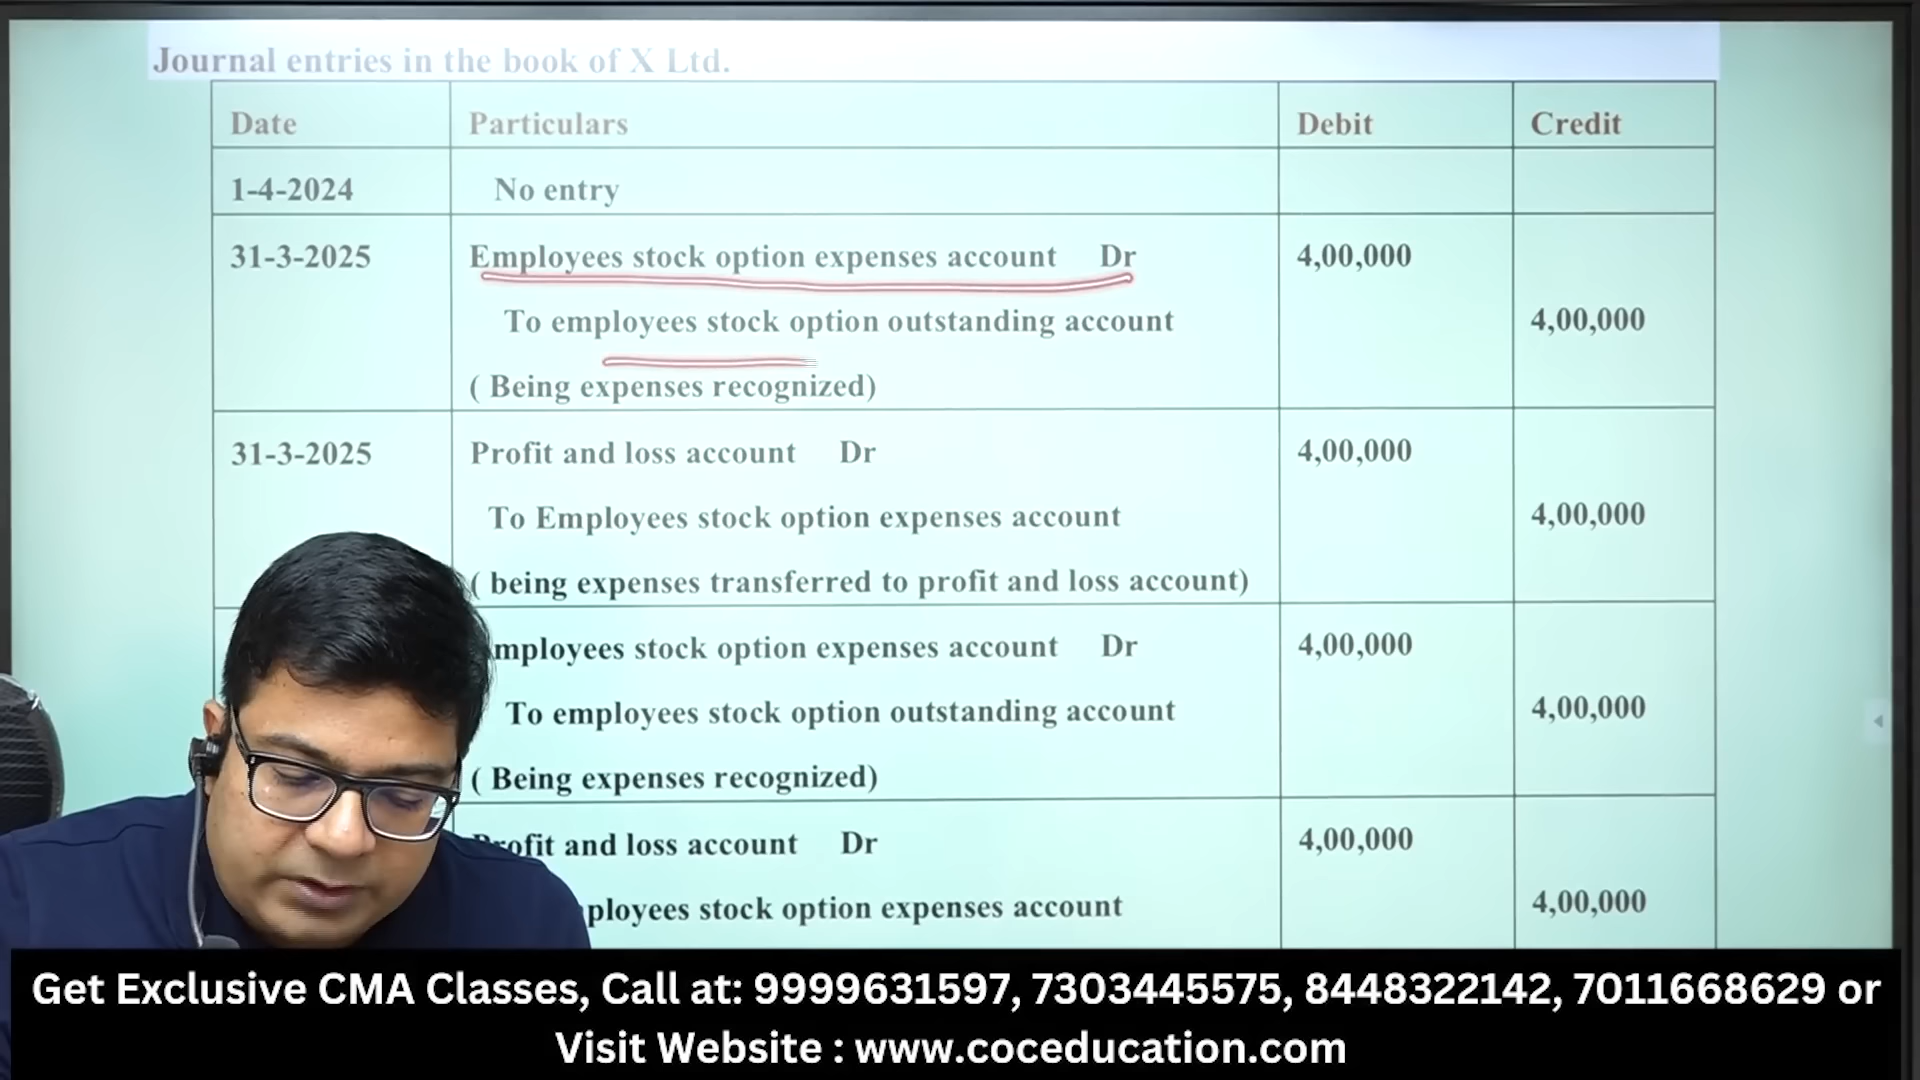 Journal entries in the book of X Ltd.
Date Particulars Debit Credit
1-4-2024 No entry
31-3-2025 Employees stock option expenses account Dr 4,00,000
To employees stock option outstanding account 4,00,000
( Being expenses recognized)
31-3-2025 Profit and loss account Dr 4,00,000
To Employees stock option expenses account 4,00,000
( being expenses transferred to profit and loss account)
mployees stock option expenses account Dr 4,00,000
To employees stock option outstanding account 4,00,000
( Being expenses recognized)
rofit and loss account Dr 4,00,000
ployees stock option expenses account 4,00,000
Get Exclusive CMA Classes, Call at: 9999631597, 7303445575, 8448322142, 7011668629 or
Visit Website : www.coceducation.com